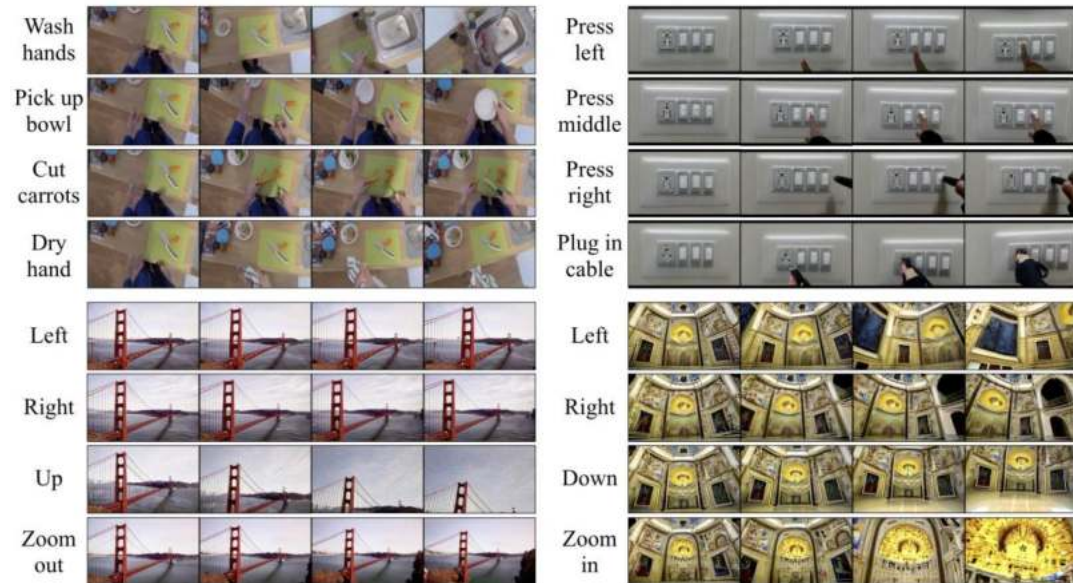 Wash
hands
Pick up
bowl
Cut
carrots
Dry
hand
Left
Right
Up
Zoom
out
Press
left
Press
middle
Press
right
Plug in
cable
Left
Right
Down
Zoom
in